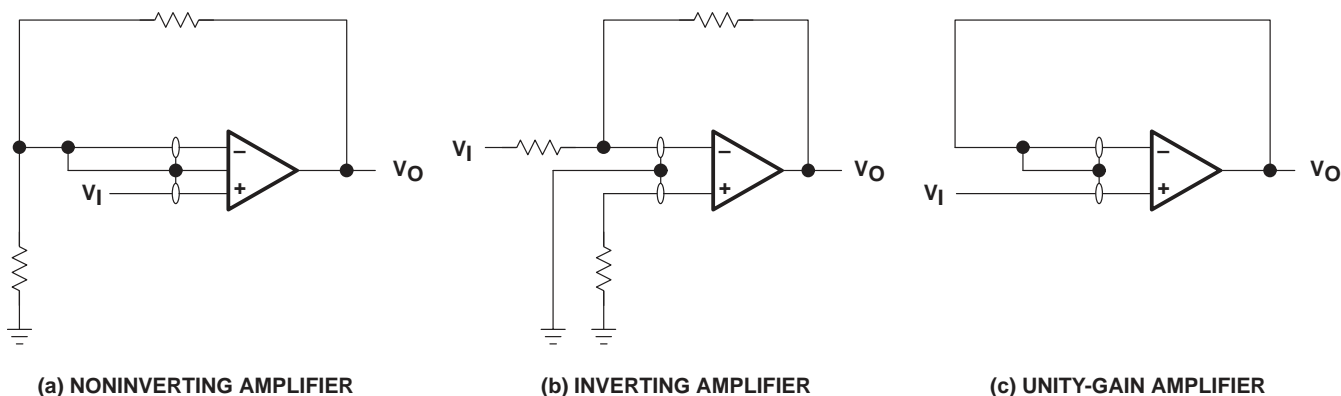 −
+
VI
VO
(a) NONINVERTING AMPLIFIER
VI
−
+
VO
(b) INVERTING AMPLIFIER
−
+
VI
VO
(c) UNITY-GAIN AMPLIFIER